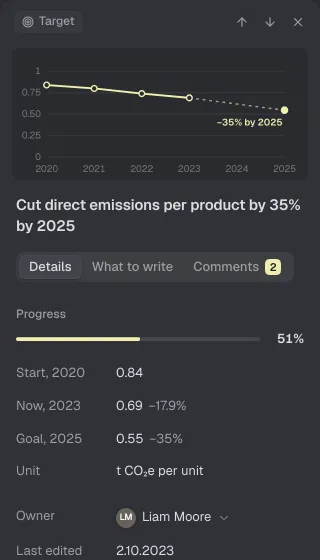 Target
1
0.75
0.50
0.25
0
–35% by 2025
2020 2021 2022 2023 2024 2025
Cut direct emissions per product by 35%
by 2025
Details What to write Comments 2
Progress
51%
Start, 2020 0.84
Now, 2023 0.69 –17.9%
Goal, 2025 0.55 –35%
Unit t CO₂e per unit
Owner LM Liam Moore
Last edited 2.10.2023